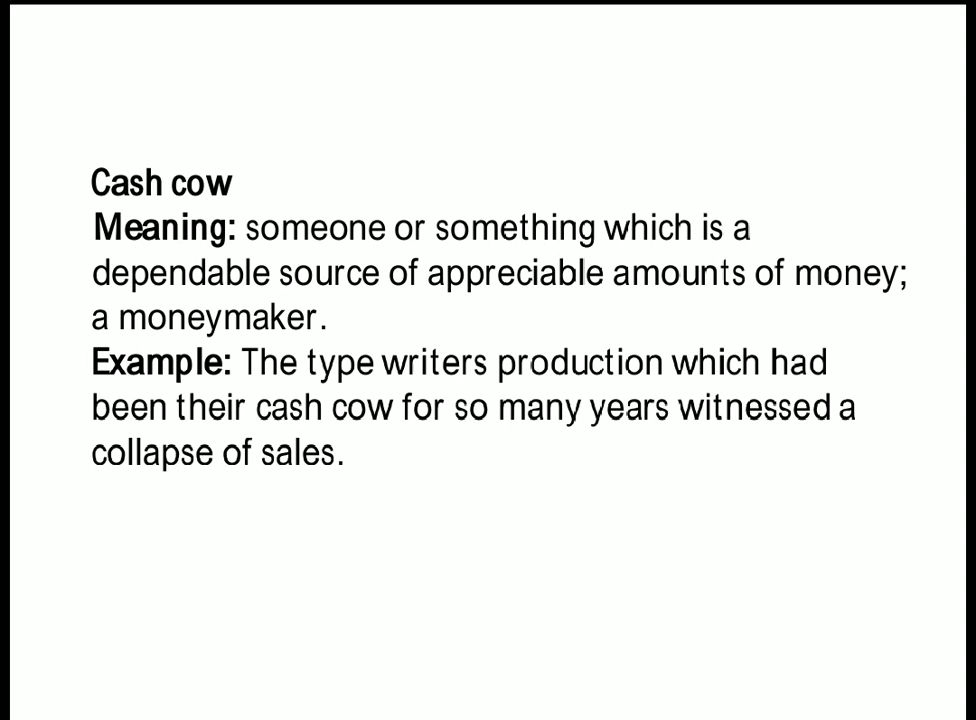 Cash cow
Meaning: someone or something which is a
dependable source of appreciable amounts of money;
a moneymaker.
Example: The type writers production which had
been their cash cow for so many years witnessed a
collapse of sales.